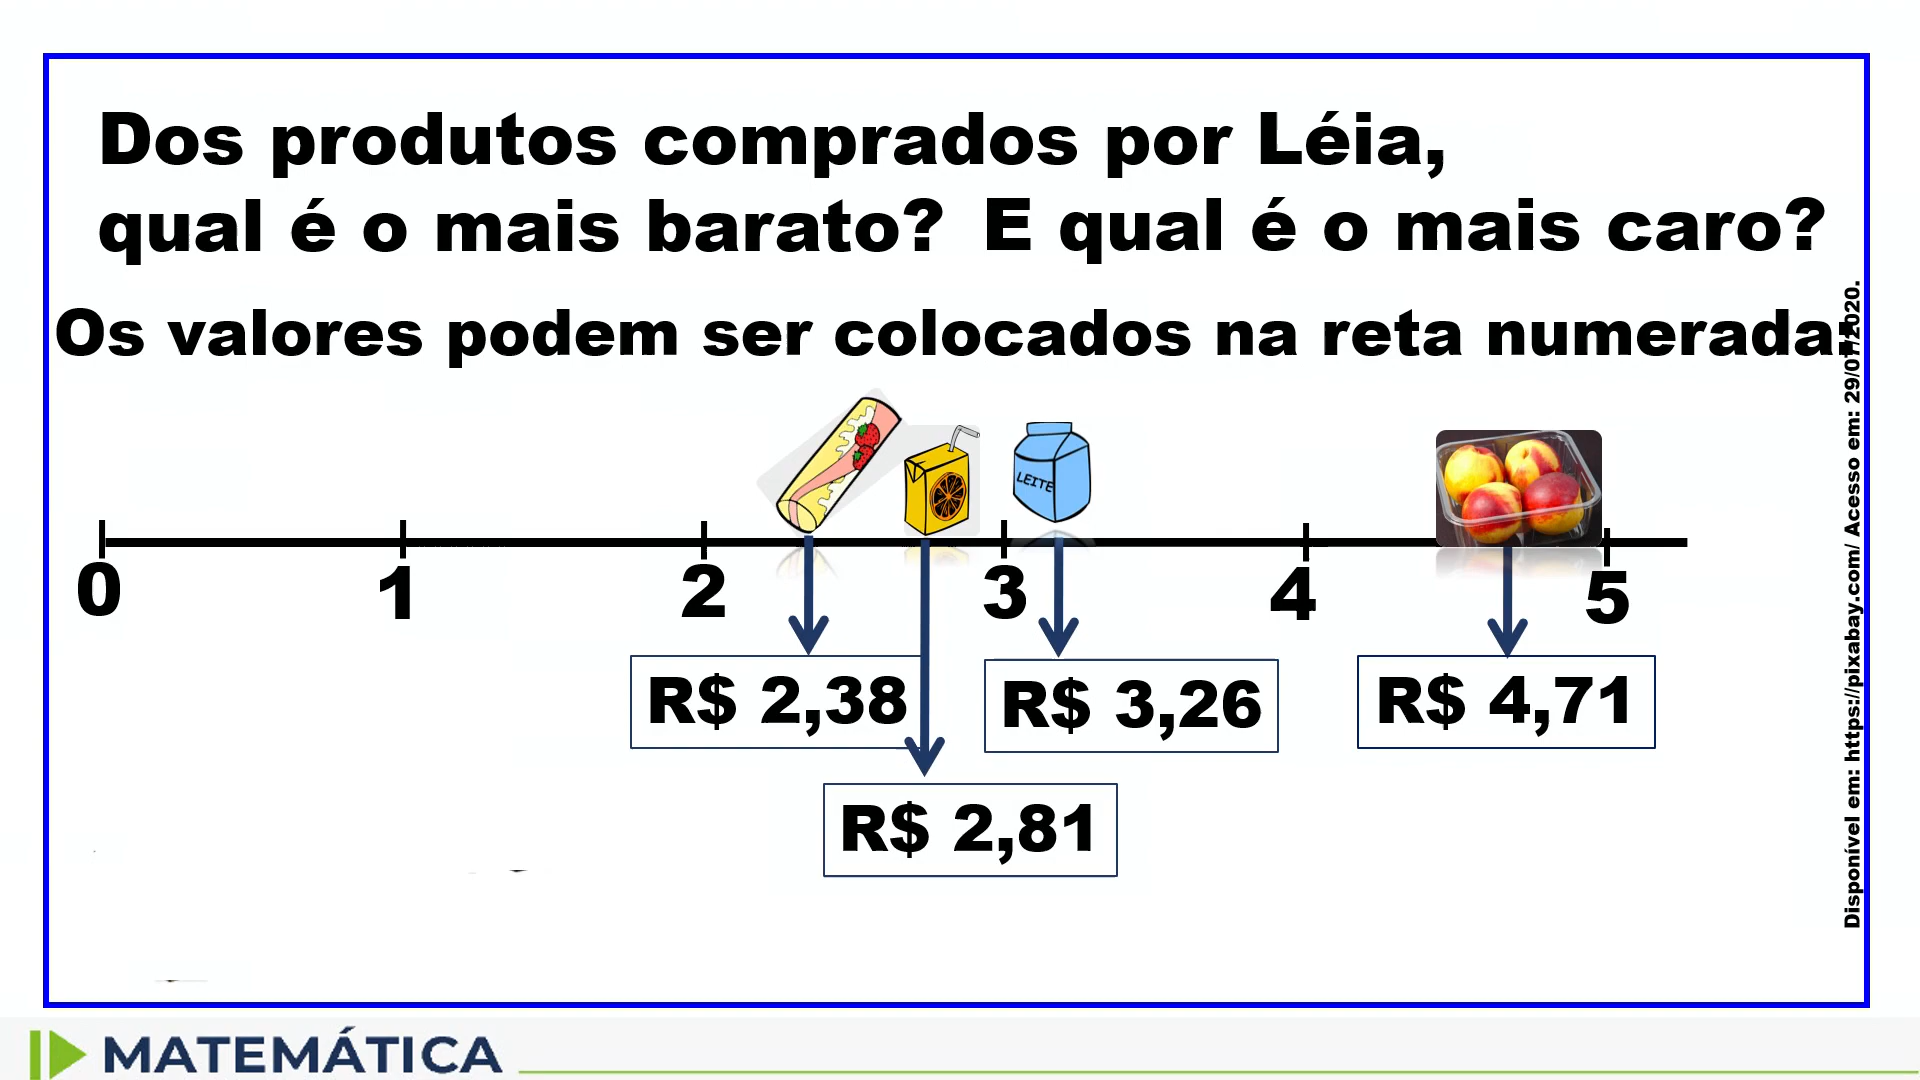 Dos produtos comprados por Léia,
qual é o mais barato? E qual é o mais caro?
Os valores podem ser colocados na reta numerada:
LEITE
0 1 2 3 4 5
R$ 2,38
R$ 3,26
R$ 4,71
R$ 2,81
Disponível em: https://pixabay.com/ Acesso em: 29/07/2020.
MATEMÁTICA